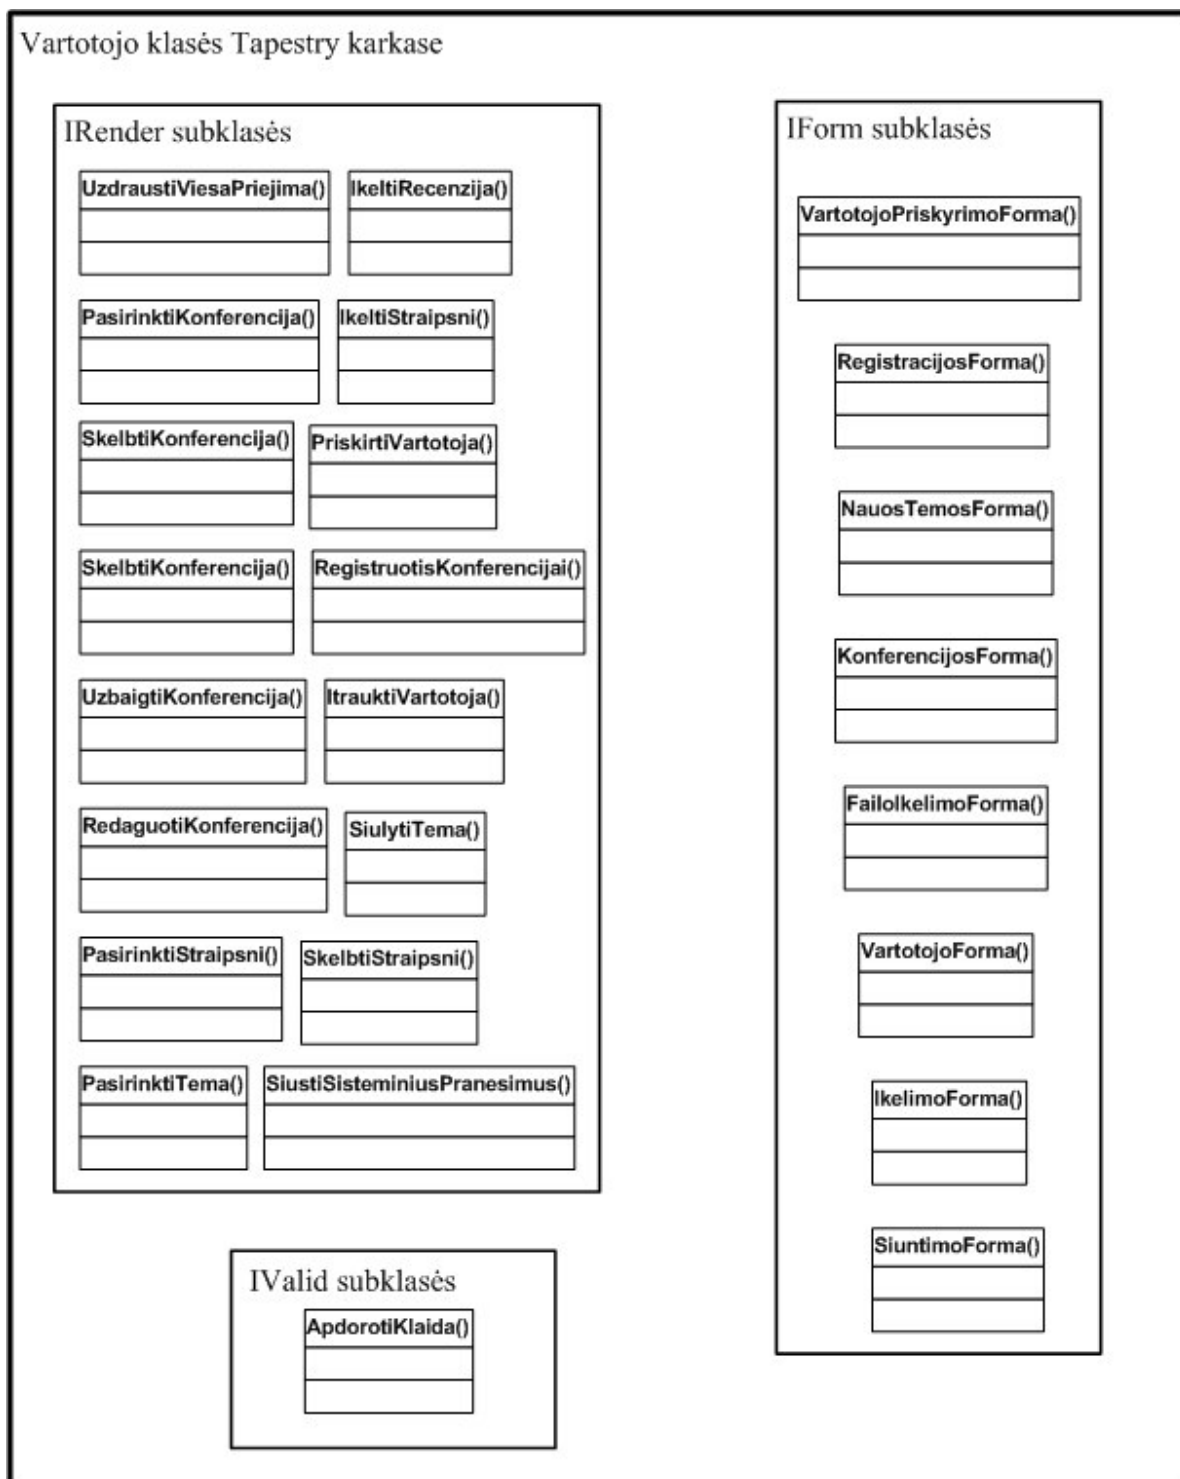 Vartotojo klasės Tapestry karkase
IRender subklasės
UzdraustiViesaPriejima()
IkeltiRecenzija()
PasirinktiKonferencija()
IkeltiStraipsni()
SkelbtiKonferencija()
PriskirtiVartotoja()
SkelbtiKonferencija()
RegistruotisKonferencijai()
UzbaigtiKonferencija()
ItrauktiVartotoja()
RedaguotiKonferencija()
SiulytiTema()
PasirinktiStraipsni()
SkelbtiStraipsni()
PasirinktiTema()
SiustiSisteminiusPranesimus()
IForm subklasės
VartotojoPriskyrimoForma()
RegistracijosForma()
NauosTemosForma()
KonferencijosForma()
FailoIkelimoForma()
VartotojoForma()
IkelimoForma()
SiuntimoForma()
IValid subklasės
ApdorotiKlaida()